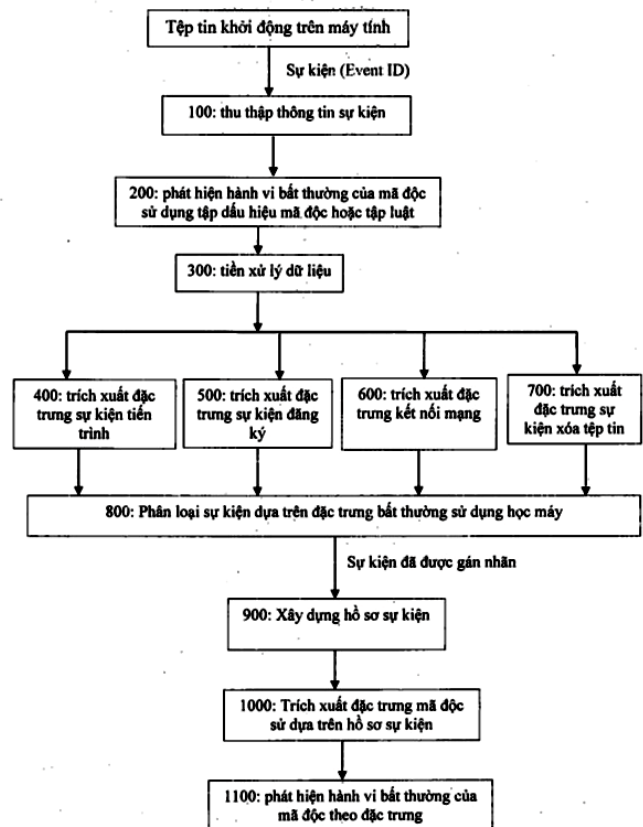 Tệp tin khởi động trên máy tính
Sự kiện (Event ID)
100: thu thập thông tin sự kiện
200: phát hiện hành vi bất thường của mã độc
sử dụng tập dấu hiệu mã độc hoặc tập luật
300: tiền xử lý dữ liệu
400: trích xuất đặc
trưng sự kiện tiến
trình
500: trích xuất đặc
trưng sự kiện đăng
ký
600: trích xuất đặc
trưng kết nối mạng
700: trích xuất
đặc trưng sự
kiện xóa tệp tin
800: Phân loại sự kiện dựa trên đặc trưng bất thường sử dụng học máy
Sự kiện đã được gán nhãn
900: Xây dựng hồ sơ sự kiện
1000: Trích xuất đặc trưng mã độc
sử dựa trên hồ sơ sự kiện
1100: phát hiện hành vi bất thường của
mã độc theo đặc trưng